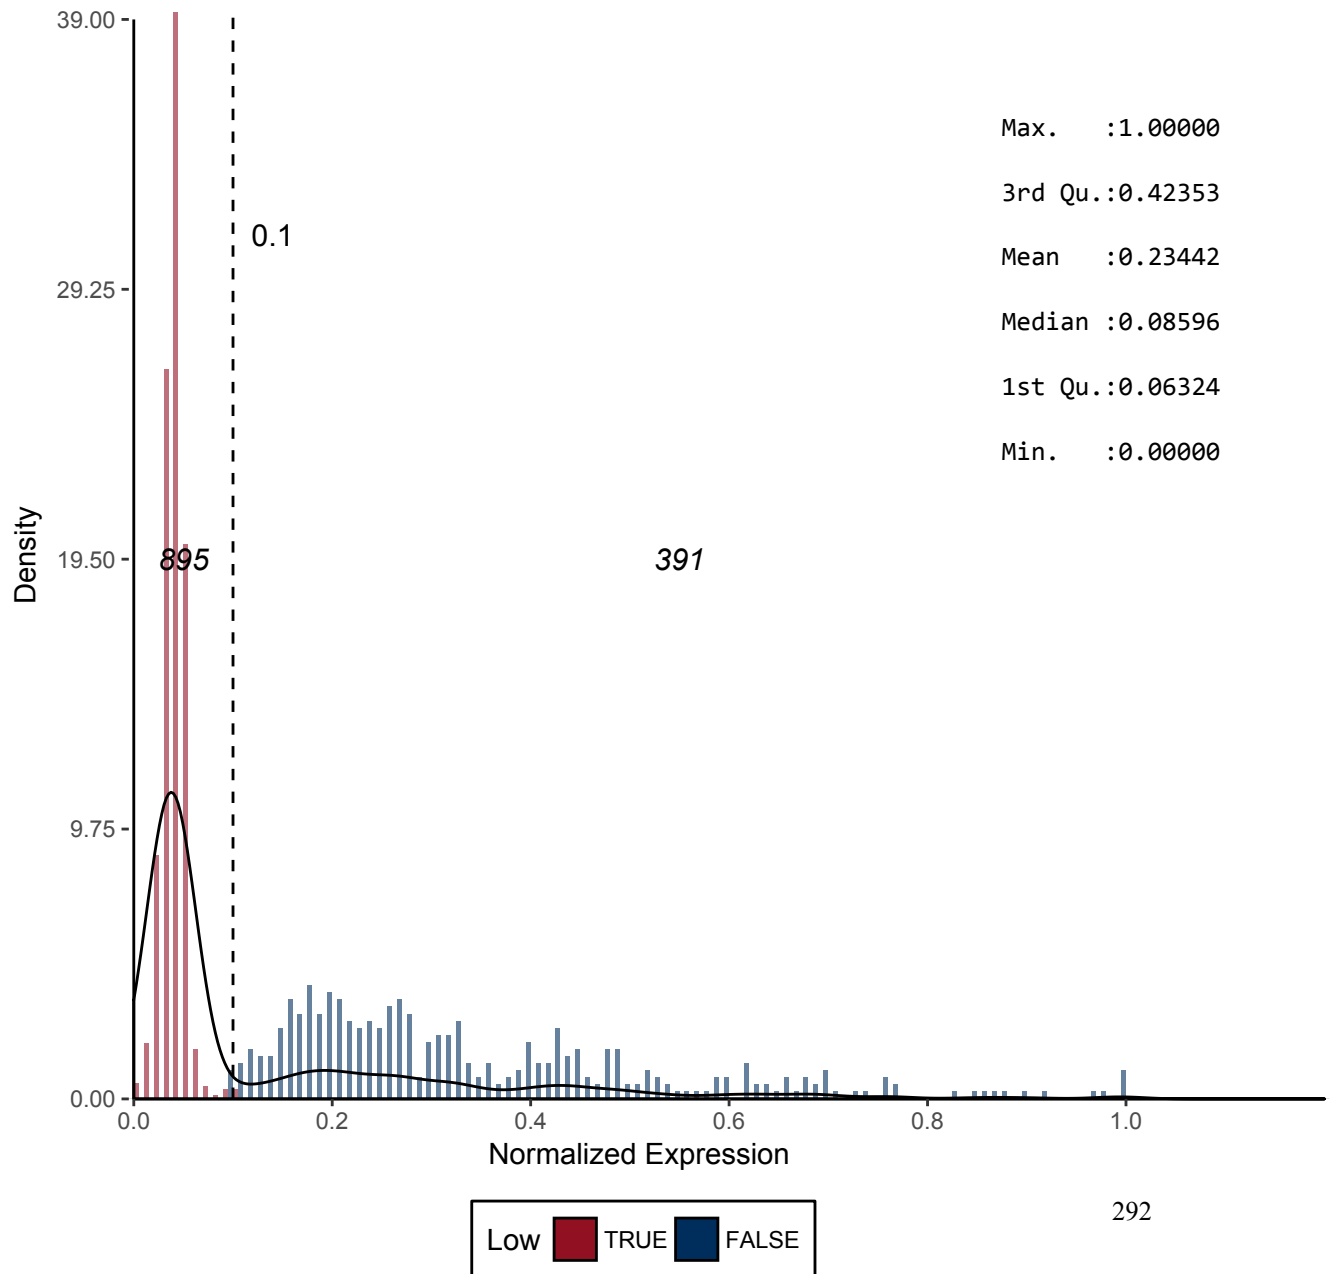 39.00
29.25
19.50
9.75
0.00
Density
0.1
895
391
Max.   :1.00000
3rd Qu.:0.42353
Mean   :0.23442
Median :0.08596
1st Qu.:0.06324
Min.   :0.00000
0.0 0.2 0.4 0.6 0.8 1.0
Normalized Expression
Low TRUE FALSE
292